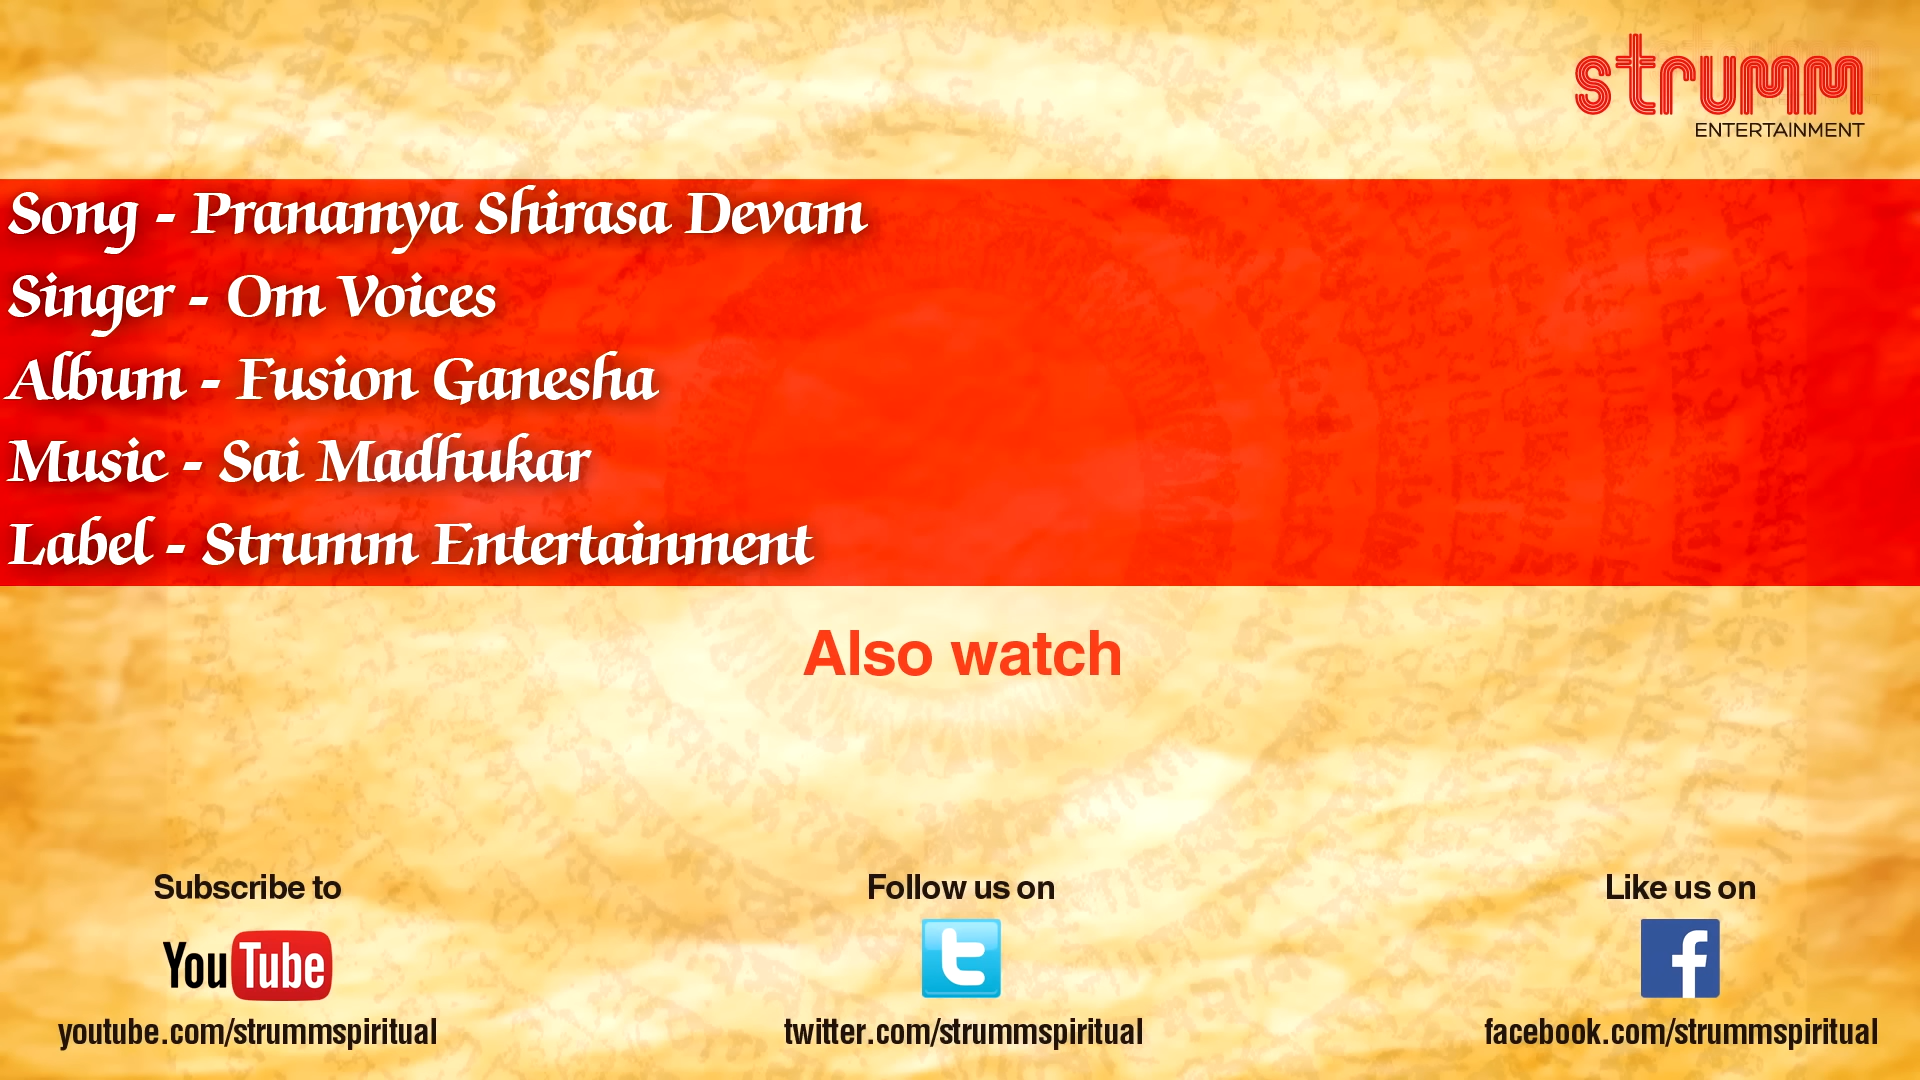 strumm
ENTERTAINMENT
Song - Pranamya Shirasa Devam
Singer - Om Voices
Album - Fusion Ganesha
Music - Sai Madhukar
Label - Strumm Entertainment
Also watch
Subscribe to
YouTube
youtube.com/strummspiritual
Follow us on
twitter.com/strummspiritual
Like us on
facebook.com/strummspiritual